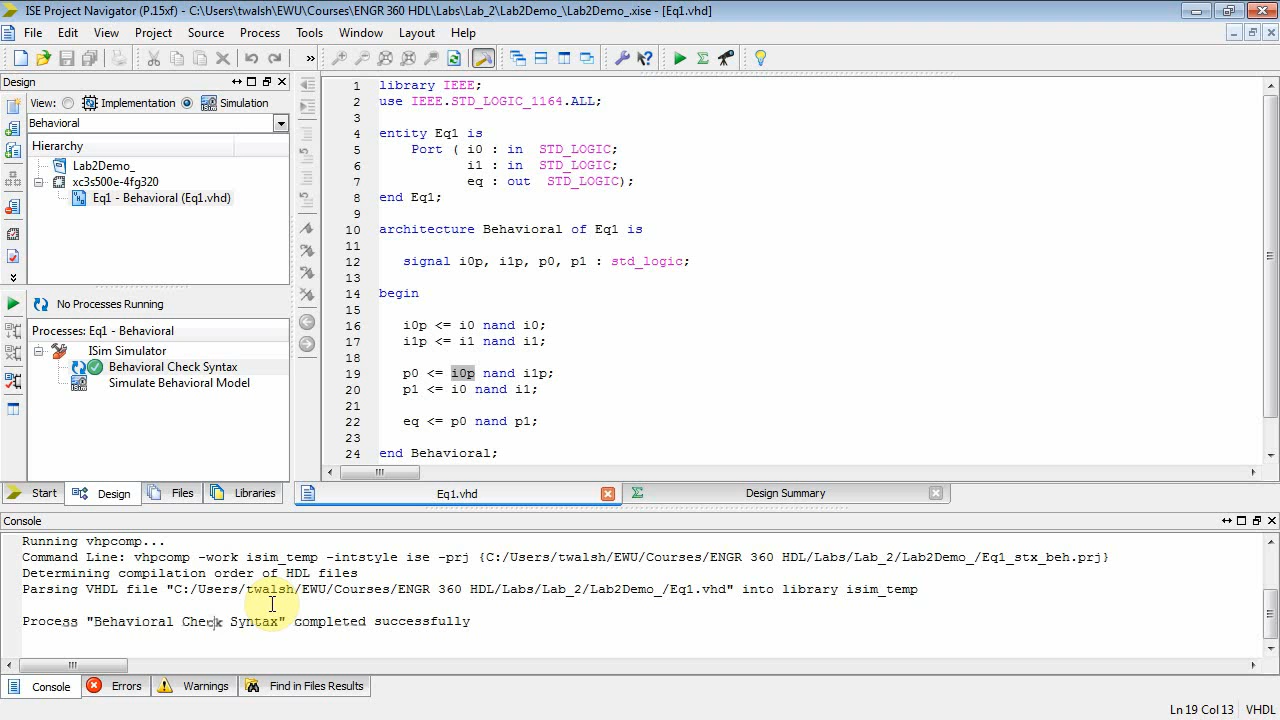 ISE Project Navigator (P.15xf) - C:\Users\twalsh\EWU\Courses\ENGR 360 HDL\Labs\Lab_2\Lab2Demo_\Lab2Demo_.xise - [Eq1.vhd]
File Edit View Project Source Process Tools Window Layout Help
»
Design
View: Implementation Simulation
Behavioral
Hierarchy
Lab2Demo_
xc3s500e-4fg320
Eq1 - Behavioral (Eq1.vhd)
No Processes Running
Processes: Eq1 - Behavioral
ISim Simulator
Behavioral Check Syntax
Simulate Behavioral Model
Start Design Files Libraries
1 library IEEE;
2 use IEEE.STD_LOGIC_1164.ALL;
3
4 entity Eq1 is
5 Port ( i0 : in STD_LOGIC;
6 : in STD_LOGIC;
7 eq : out STD_LOGIC);
8 end Eq1;
9
10 architecture Behavioral of Eq1 is
11
12 signal i0p, i1p, p0, p1 : std_logic;
13
14 begin
15
16 i0p <= i0 nand i0;
17 i1p <= i1 nand i1;
18
19 p0 <= i0p nand i1p;
20 p1 <= i0 nand i1;
21
22 eq <= p0 nand p1;
23
24 end Behavioral;
Eq1.vhd Design Summary
Console
Running vhpcomp...
Command Line: vhpcomp -work isim_temp -intstyle ise -prj {C:/Users/twalsh/EWU/Courses/ENGR 360 HDL/Labs/Lab_2/Lab2Demo_/Eq1_stx_beh.prj}
Determining compilation order of HDL files
Parsing VHDL file "C:/Users/twalsh/EWU/Courses/ENGR 360 HDL/Labs/Lab_2/Lab2Demo_/Eq1.vhd" into library isim_temp
Process "Behavioral Check Syntax" completed successfully
Console Errors Warnings Find in Files Results
Ln 19 Col 13 VHDL